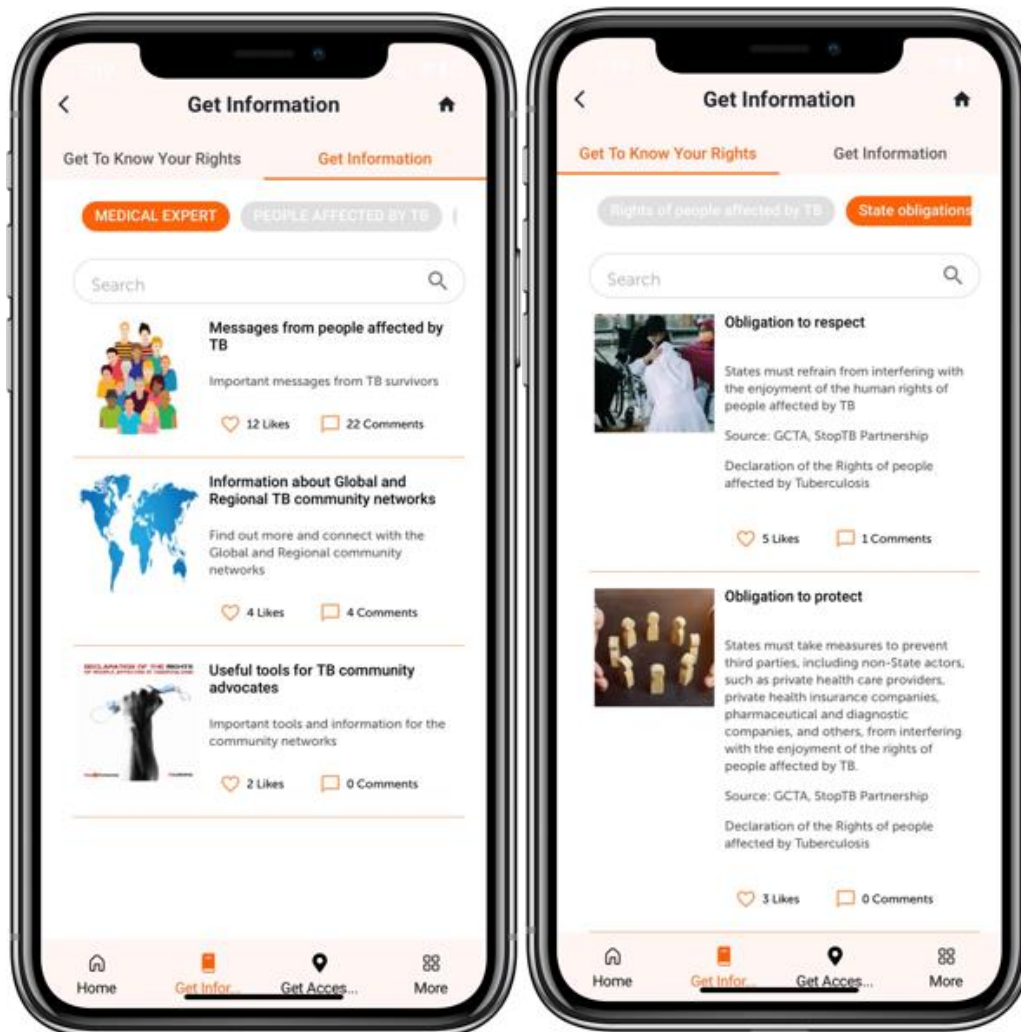 Get Information
Get To Know Your Rights
Get Information
MEDICAL EXPERT
PEOPLE AFFECTED BY TB
Search
Messages from people affected by
TB
Important messages from TB survivors
12 Likes
22 Comments
Information about Global and
Regional TB community networks
Find out more and connect with the
Global and Regional community
networks
4 Likes
4 Comments
DECLARATION OF THE RIGHTS
OF PEOPLE AFFECTED BY TUBERCULOSIS
Useful tools for TB community
advocates
Important tools and information for the
community networks
2 Likes
0 Comments
Home
Get Infor...
Get Acces...
More
Get Information
Get To Know Your Rights
Get Information
Rights of people affected by TB
State obligations
Search
Obligation to respect
States must refrain from interfering with
the enjoyment of the human rights of
people affected by TB
Source: GCTA, StopTB Partnership
Declaration of the Rights of people
affected by Tuberculosis
5 Likes
1 Comments
Obligation to protect
States must take measures to prevent
third parties, including non-State actors,
such as private health care providers,
private health insurance companies,
pharmaceutical and diagnostic
companies, and others, from interfering
with the enjoyment of the rights of
people affected by TB.
Source: GCTA, StopTB Partnership
Declaration of the Rights of people
affected by Tuberculosis
3 Likes
0 Comments
Home
Get Infor...
Get Acces...
More